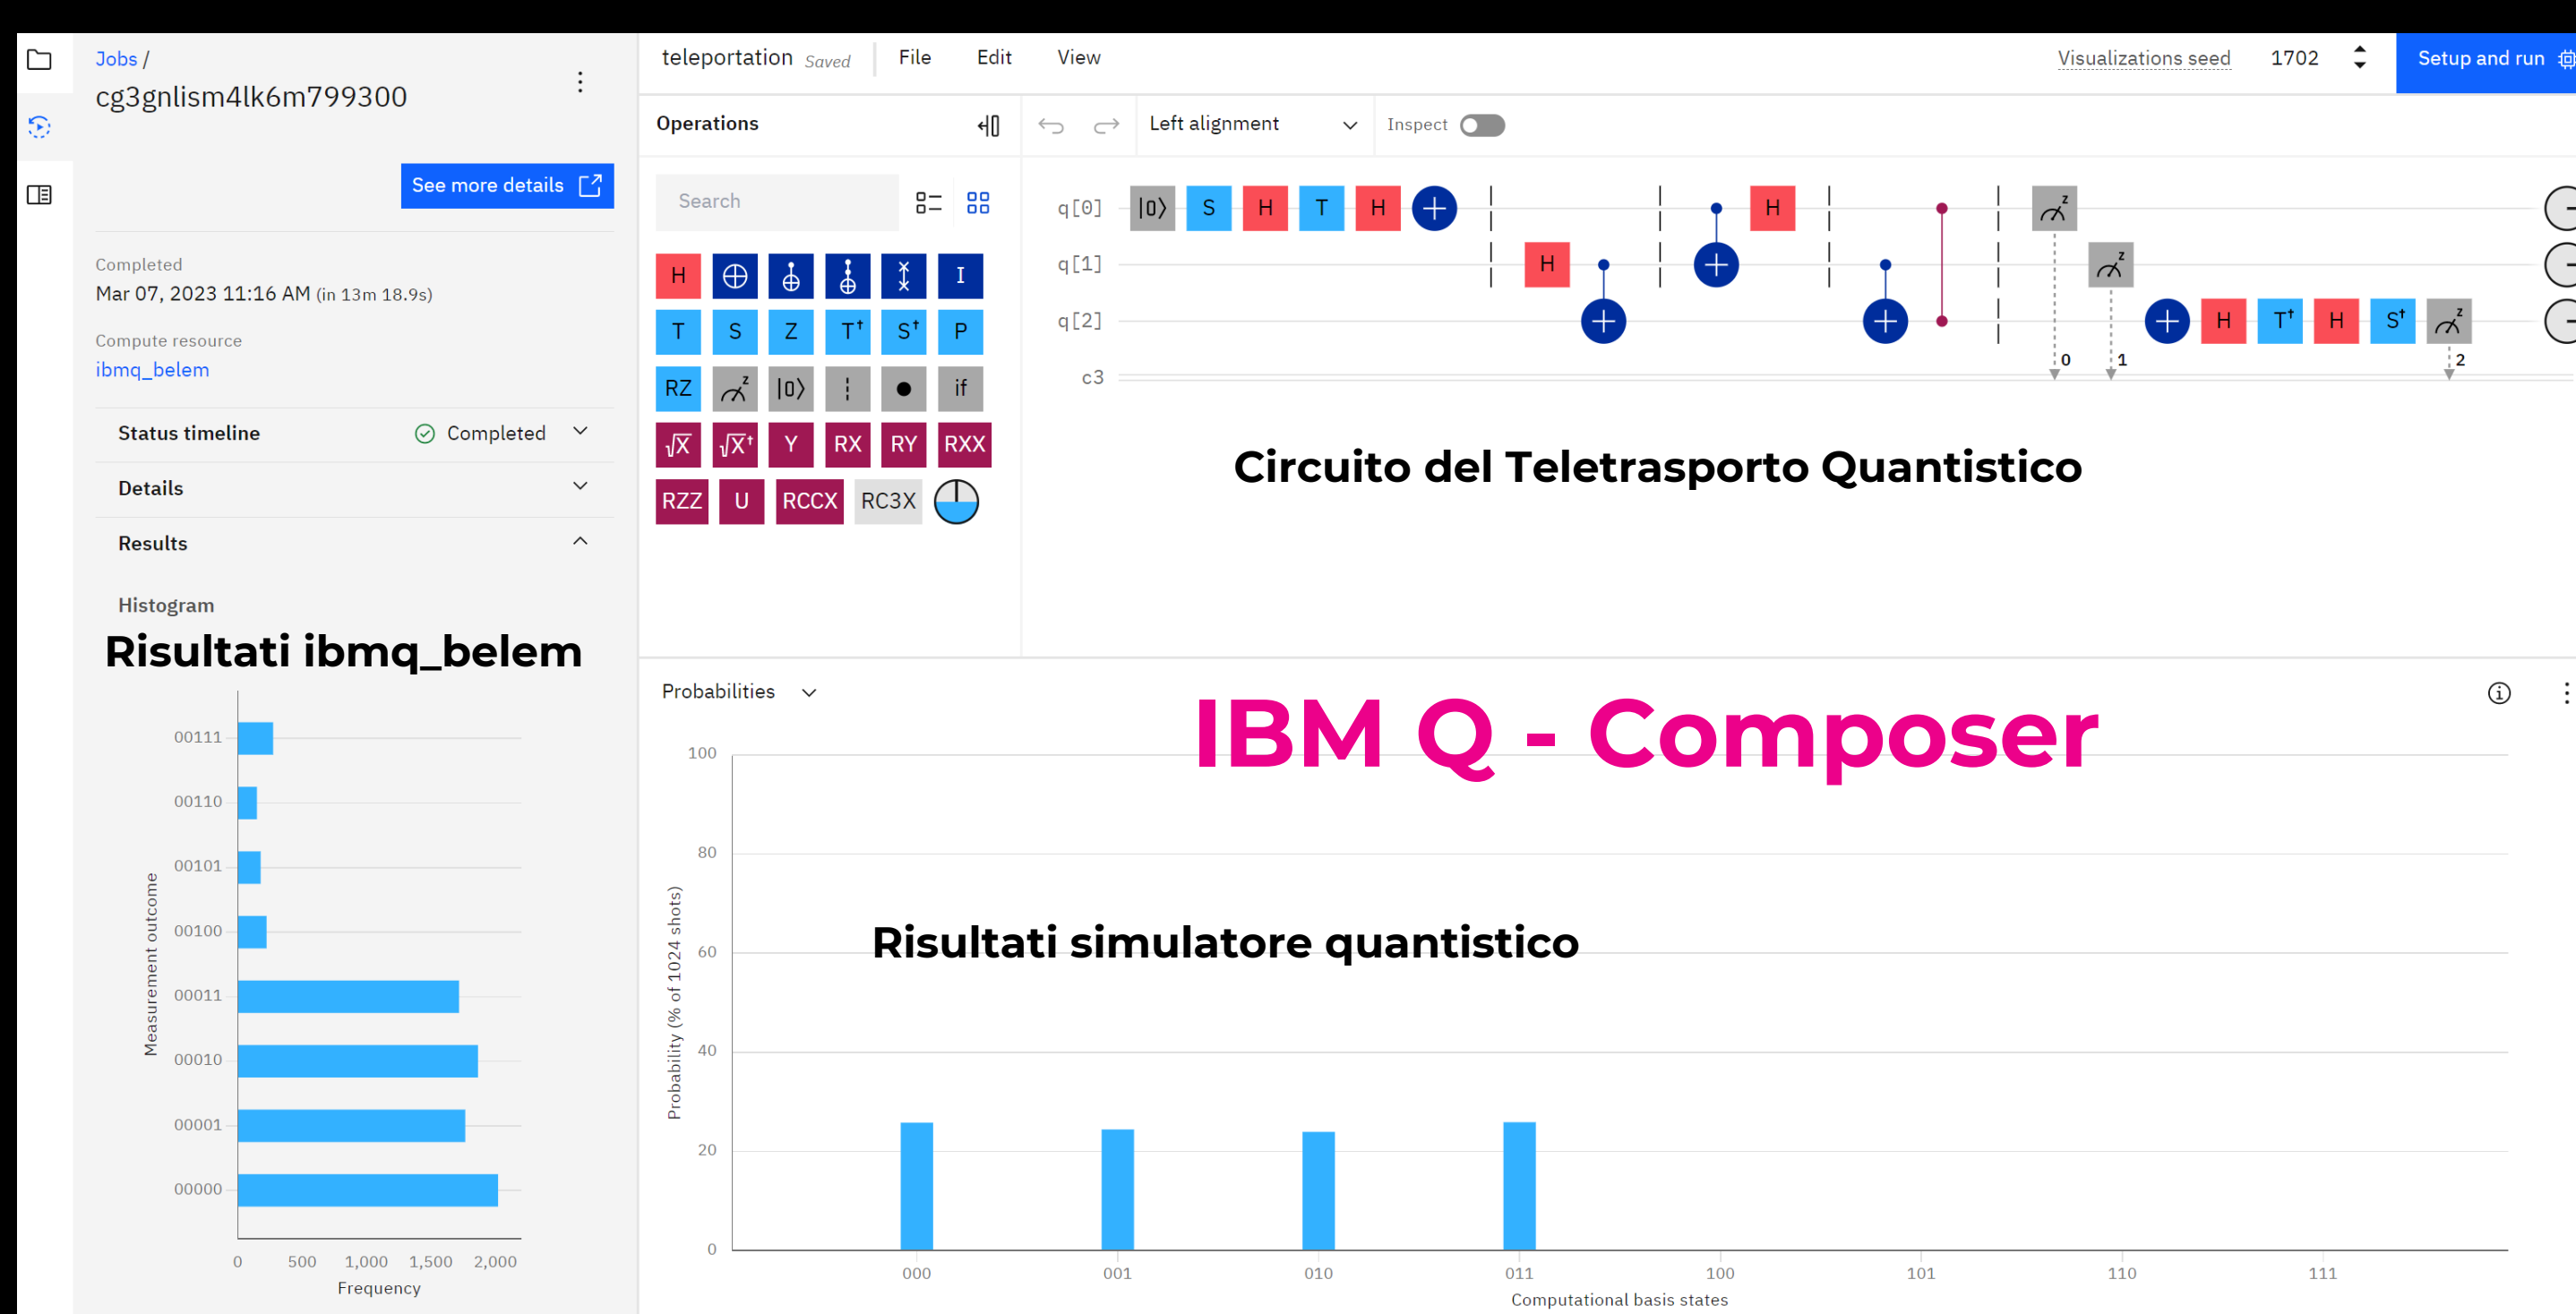 Jobs /
cg3gnlism4lk6m799300
See more details
Completed
Mar 07, 2023 11:16 AM (in 13m 18.9s)
Compute resource
ibmq_belem
Status timeline Completed
Details
Results
Histogram
Risultati ibmq_belem
Measurement outcome
00111
00110
00101
00100
00011
00010
00001
00000
0 500 1,000 1,500 2,000
Frequency
teleportation Saved File Edit View
Visualizations seed 1702 Setup and run
Operations
Left alignment Inspect
Search
H I
T S Z T† S† P
RZ z |0⟩ if
√X √X† Y RX RY RXX
RZZ U RCCX RC3X
q[0] |0⟩ S H T H + H z
q[1] H + z
q[2] + + + H T† H S† z
c3 0 1 2
Circuito del Teletrasporto Quantistico
Probabilities
IBM Q - Composer
Risultati simulatore quantistico
Probability (% of 1024 shots)
100
80
60
40
20
0
000 001 010 011 100 101 110 111
Computational basis states